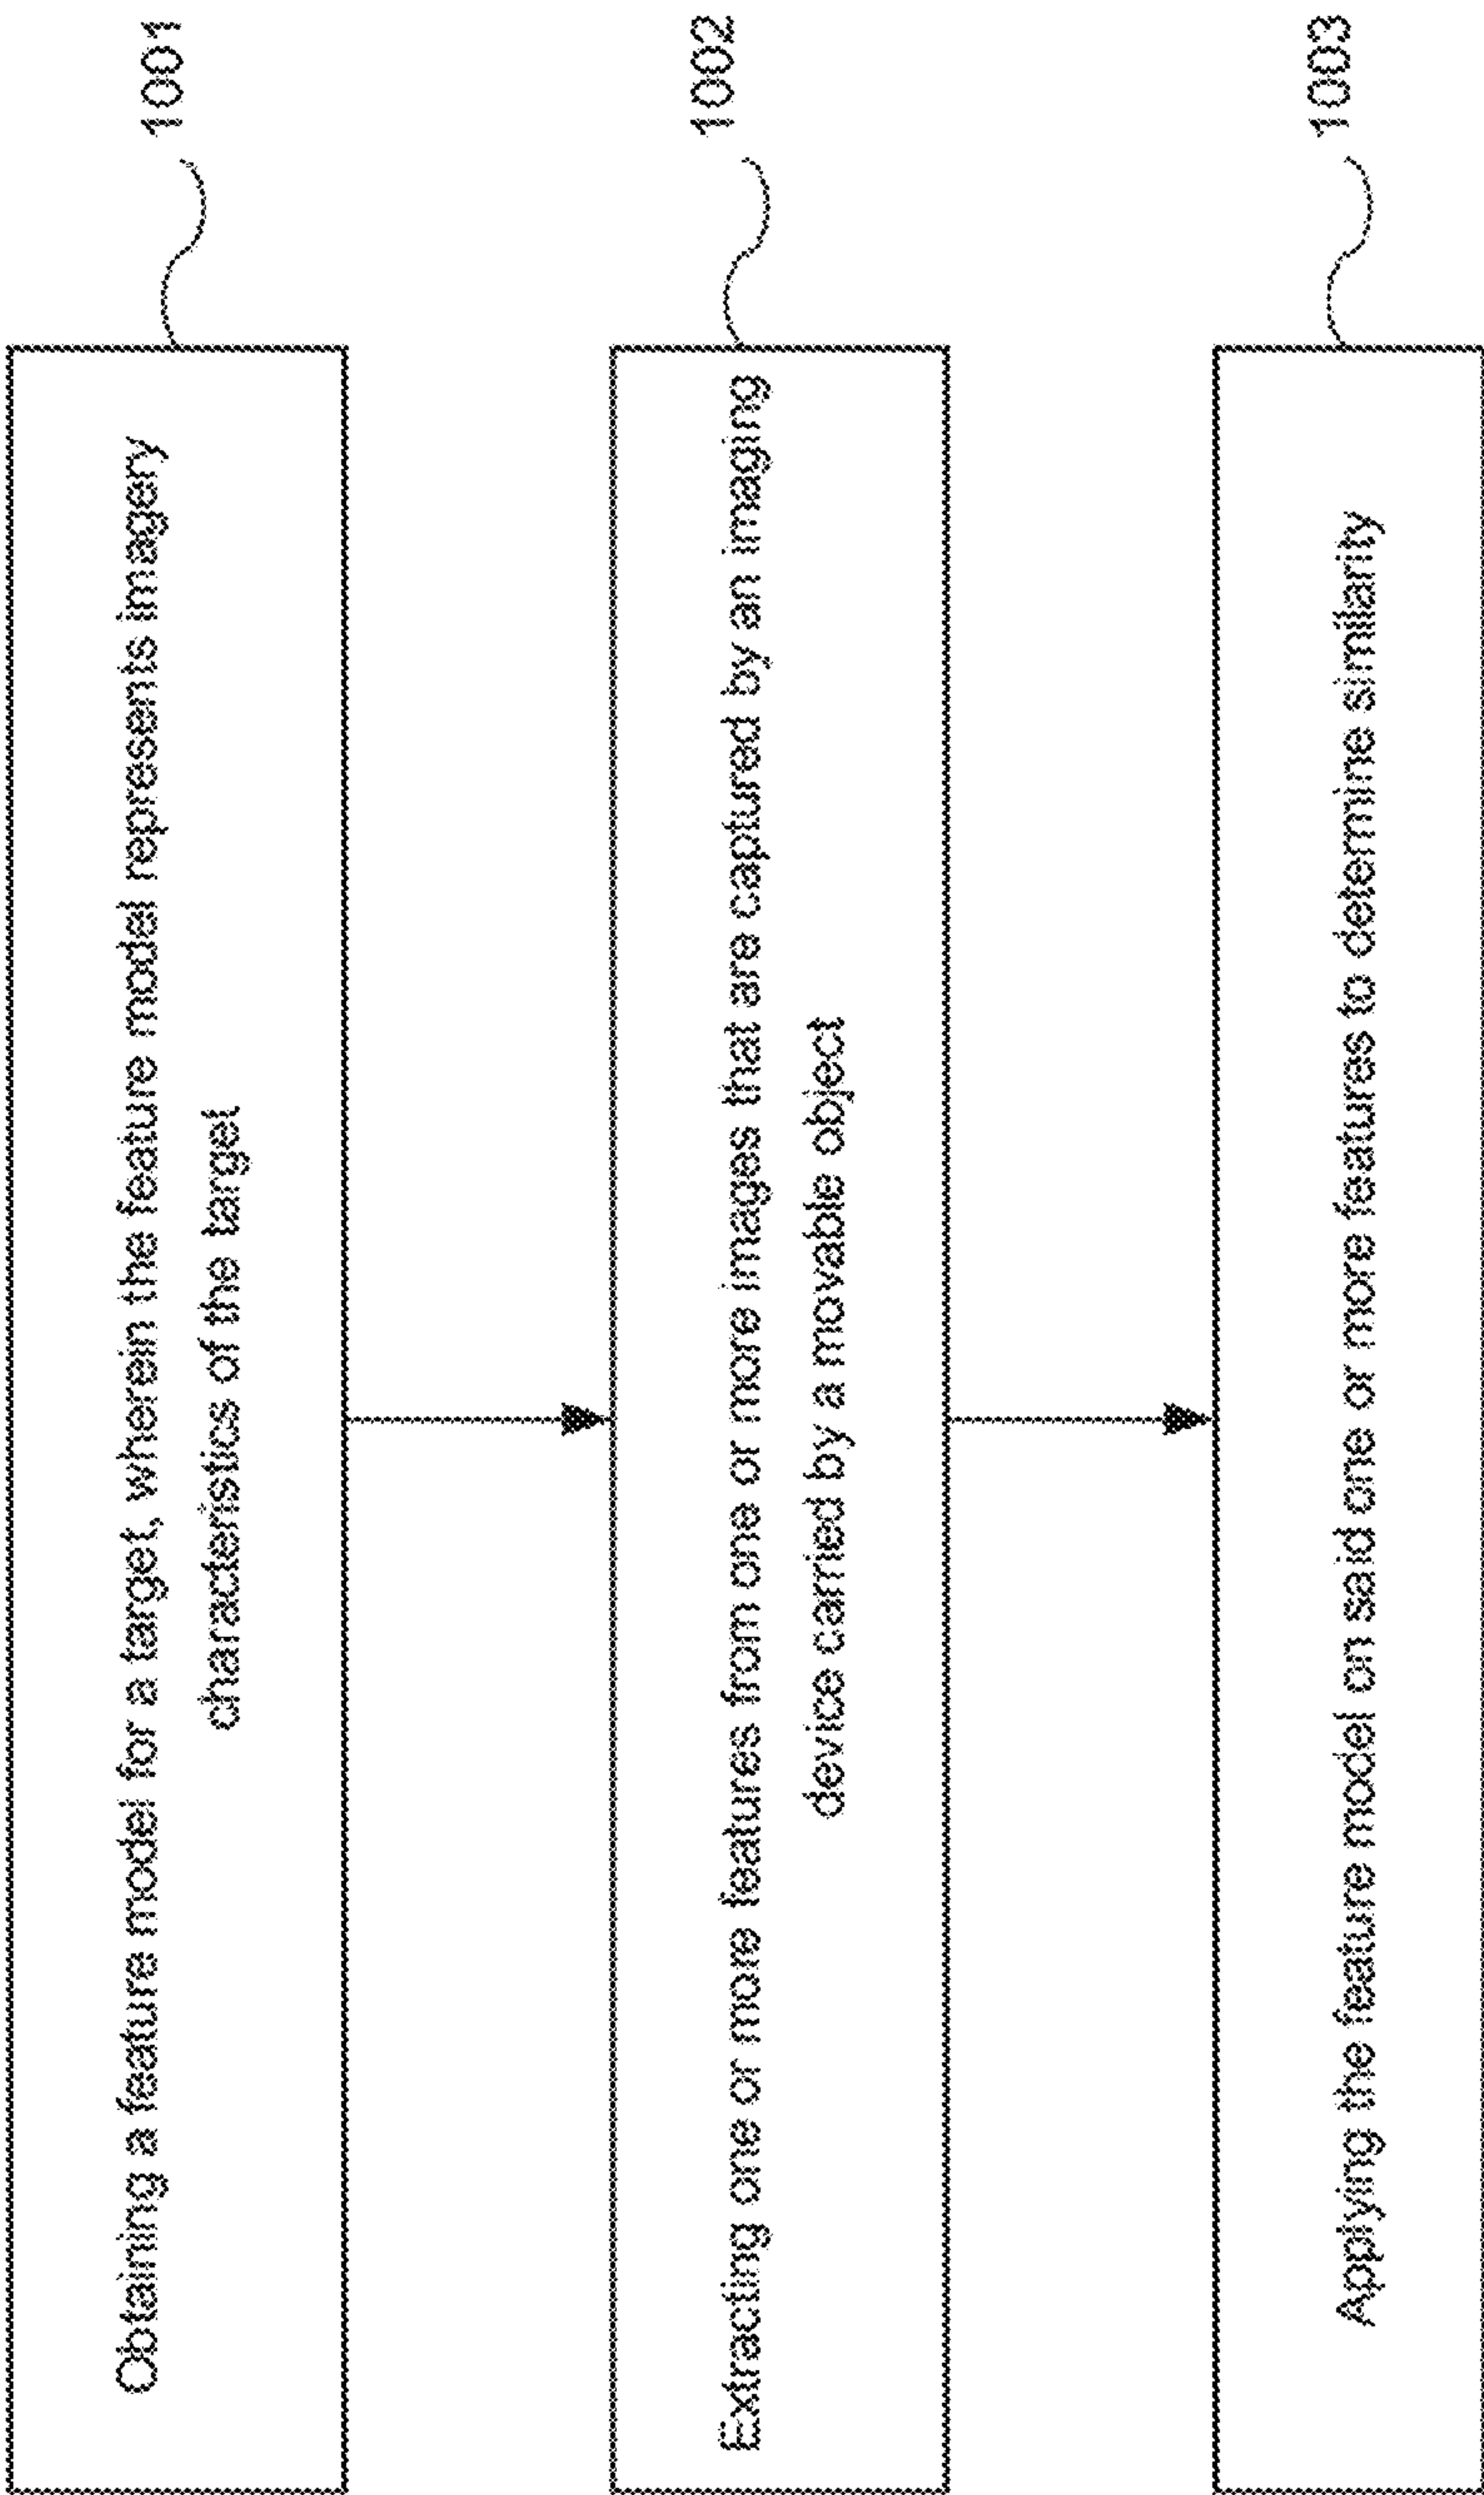 Obtaining a feature model for a target, wherein the feature model represents imagery
characteristics of the target
1001
Extracting one or more features from one or more images that are captured by an imaging
device carried by a movable object
1002
Applying the feature model on said one or more features to determine similarity
1003